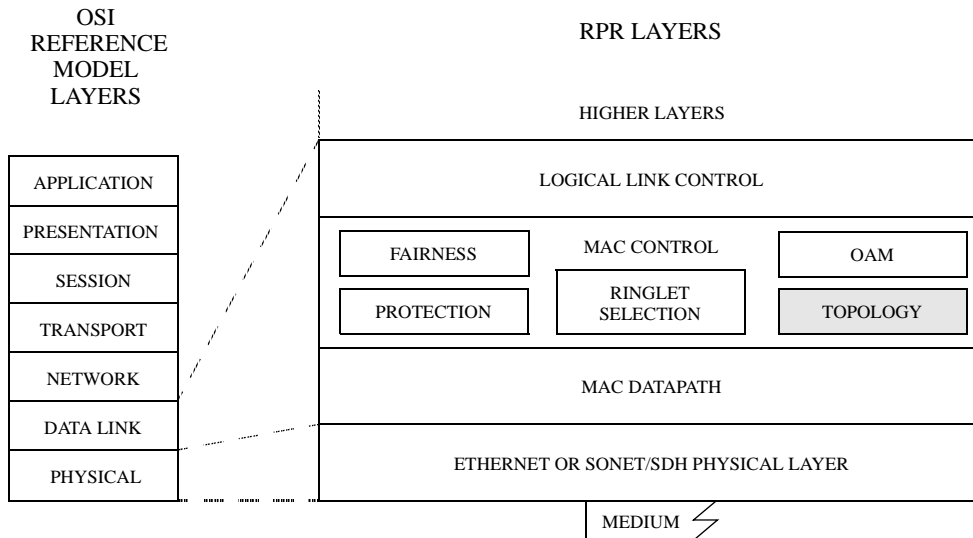 OSI
REFERENCE
MODEL
LAYERS
RPR LAYERS
HIGHER LAYERS
APPLICATION
PRESENTATION
SESSION
TRANSPORT
NETWORK
DATA LINK
PHYSICAL
LOGICAL LINK CONTROL
MAC CONTROL
FAIRNESS
PROTECTION
RINGLET
SELECTION
OAM
TOPOLOGY
MAC DATAPATH
ETHERNET OR SONET/SDH PHYSICAL LAYER
MEDIUM